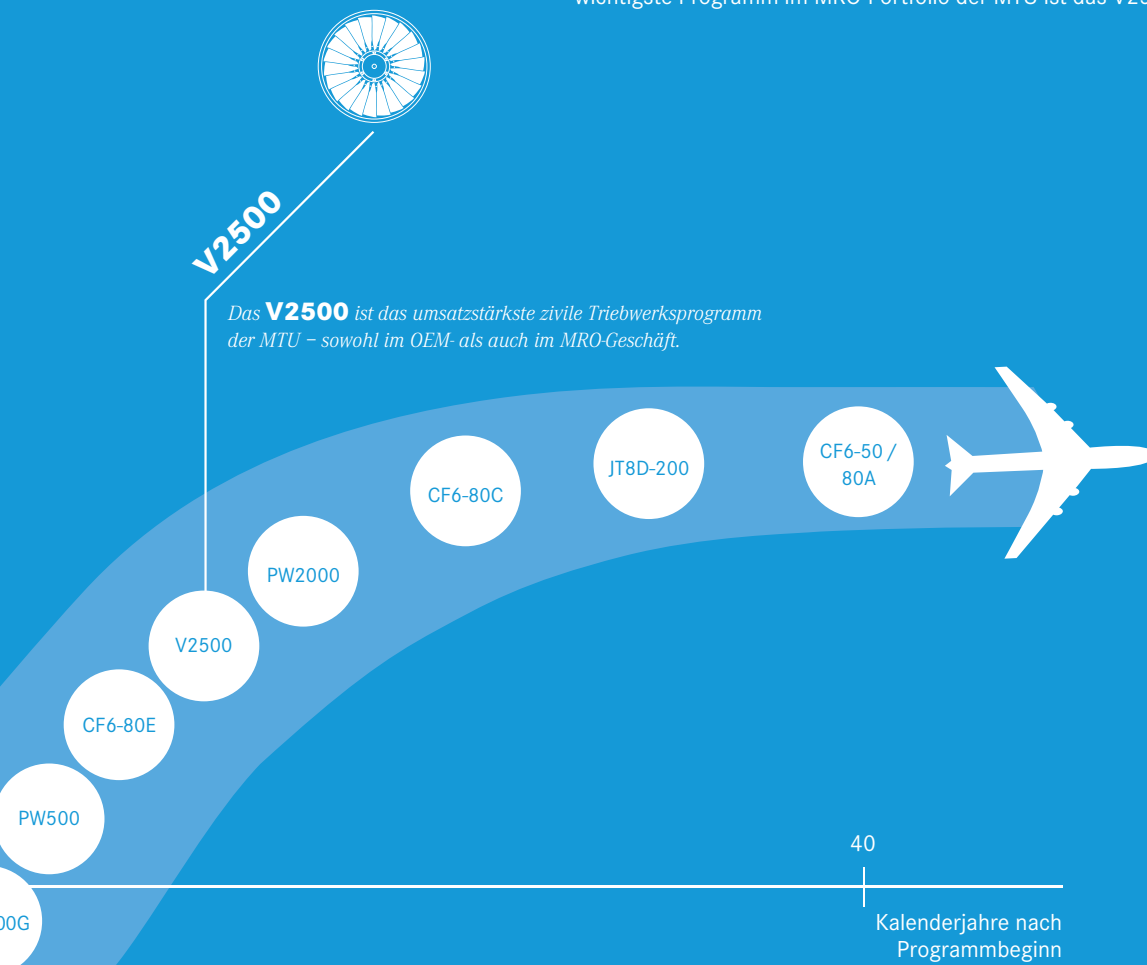 V2500
Das V2500 ist das umsatzstärkste zivile Triebwerksprogramm
der MTU – sowohl im OEM- als auch im MRO-Geschäft.
CF6-50 /
80A
JT8D-200
CF6-80C
PW2000
V2500
CF6-80E
PW500
00G
40
Kalenderjahre nach
Programmbeginn